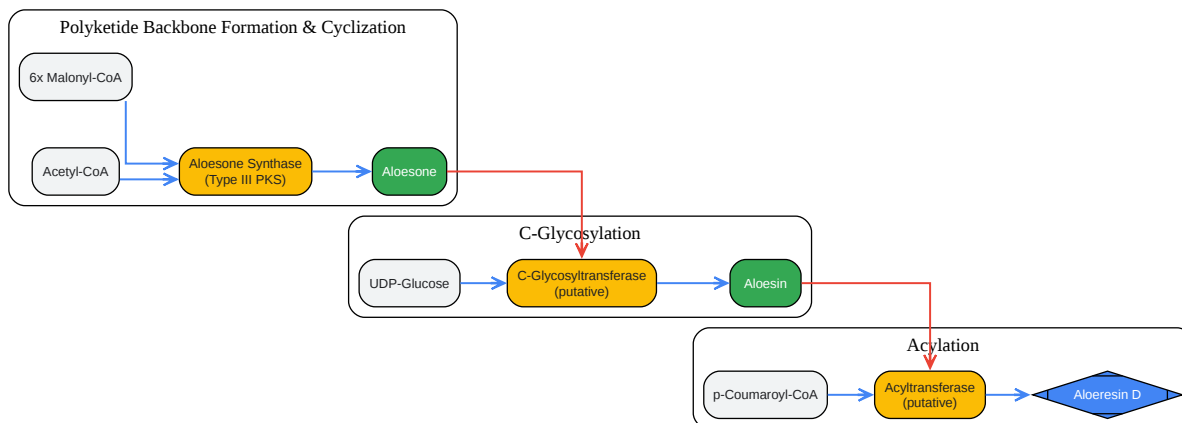 Polyketide Backbone Formation & Cyclization
6x Malonyl-CoA
Acetyl-CoA
Aloesone Synthase
(Type III PKS)
Aloesone
C-Glycosylation
UDP-Glucose
C-Glycosyltransferase
(putative)
Aloesin
Acylation
p-Coumaroyl-CoA
Acyltransferase
(putative)
Aloeresin D